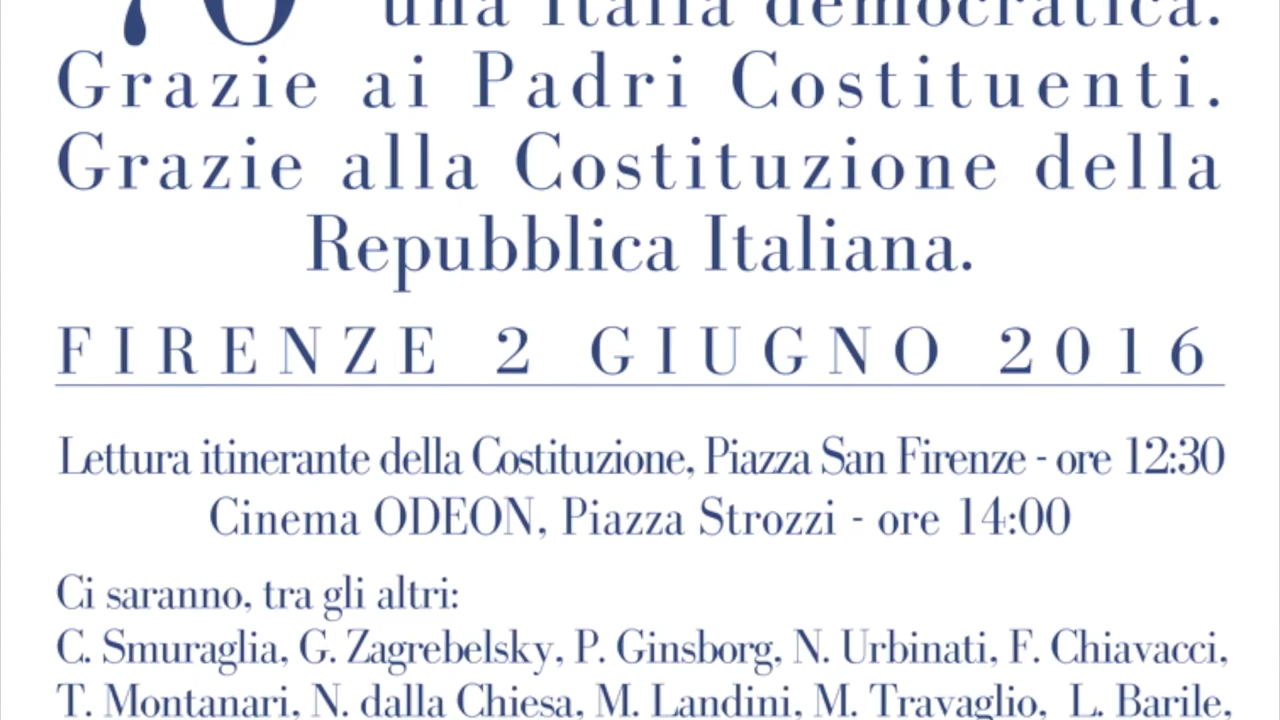 70 una Italia democratica.
Grazie ai Padri Costituenti.
Grazie alla Costituzione della
Repubblica Italiana.
FIRENZE 2 GIUGNO 2016
Lettura itinerante della Costituzione, Piazza San Firenze - ore 12:30
Cinema ODEON, Piazza Strozzi - ore 14:00
Ci saranno, tra gli altri:
C. Smuraglia, G. Zagrebelsky, P. Ginsborg, N. Urbinati, F. Chiavacci,
T. Montanari, N. dalla Chiesa, M. Landini, M. Travaglio, L. Barile,